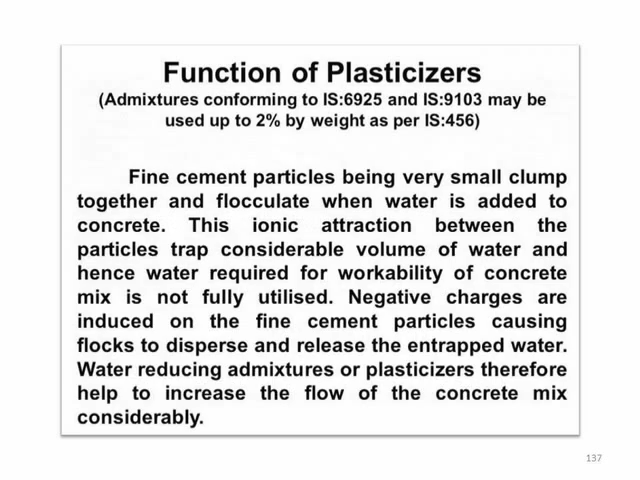 Function of Plasticizers
(Admixtures conforming to IS:6925 and IS:9103 may be
used up to 2% by weight as per IS:456)
Fine cement particles being very small clump
together and flocculate when water is added to
concrete. This ionic attraction between the
particles trap considerable volume of water and
hence water required for workability of concrete
mix is not fully utilised. Negative charges are
induced on the fine cement particles causing
flocks to disperse and release the entrapped water.
Water reducing admixtures or plasticizers therefore
help to increase the flow of the concrete mix
considerably.
137